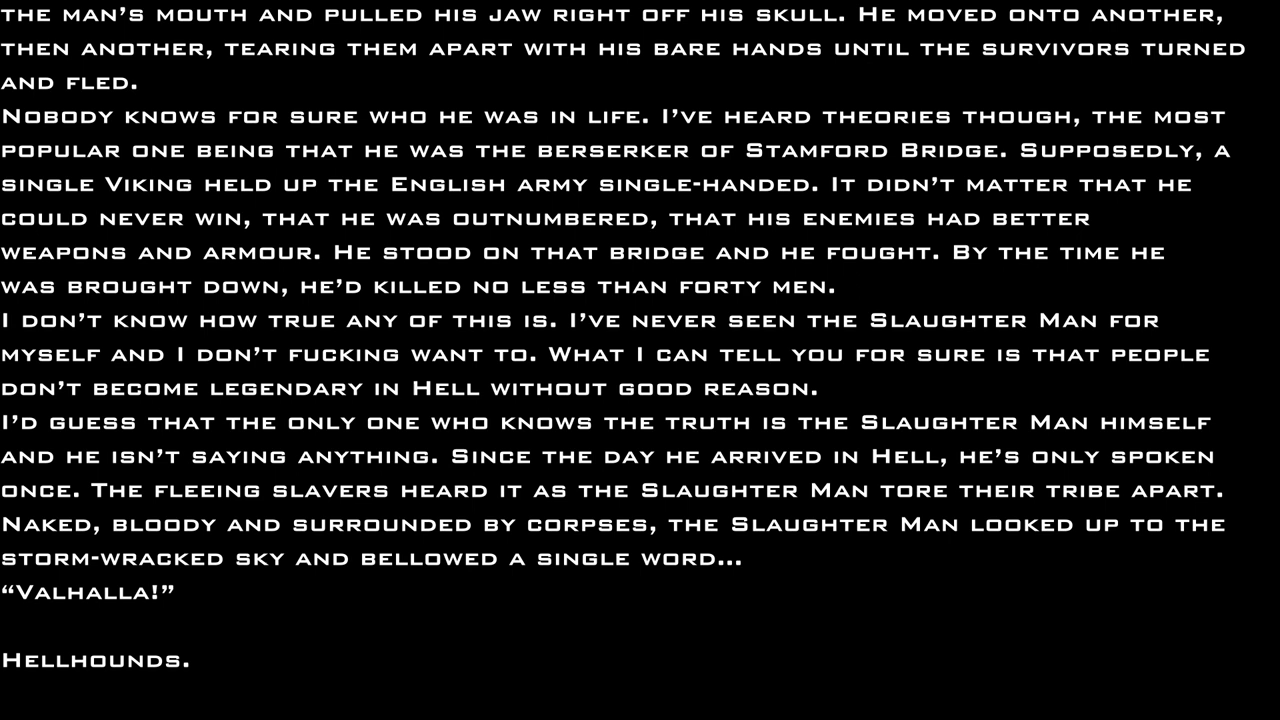 the man's mouth and pulled his jaw right off his skull. He moved onto another,
then another, tearing them apart with his bare hands until the survivors turned
and fled.
Nobody knows for sure who he was in life. I've heard theories though, the most
popular one being that he was the berserker of Stamford Bridge. Supposedly, a
single Viking held up the English army single-handed. It didn't matter that he
could never win, that he was outnumbered, that his enemies had better
weapons and armour. He stood on that bridge and he fought. By the time he
was brought down, he'd killed no less than forty men.
I don't know how true any of this is. I've never seen the Slaughter Man for
myself and I don't fucking want to. What I can tell you for sure is that people
don't become legendary in Hell without good reason.
I'd guess that the only one who knows the truth is the Slaughter Man himself
and he isn't saying anything. Since the day he arrived in Hell, he's only spoken
once. The fleeing slavers heard it as the Slaughter Man tore their tribe apart.
Naked, bloody and surrounded by corpses, the Slaughter Man looked up to the
storm-wracked sky and bellowed a single word...
“Valhalla!”
Hellhounds.